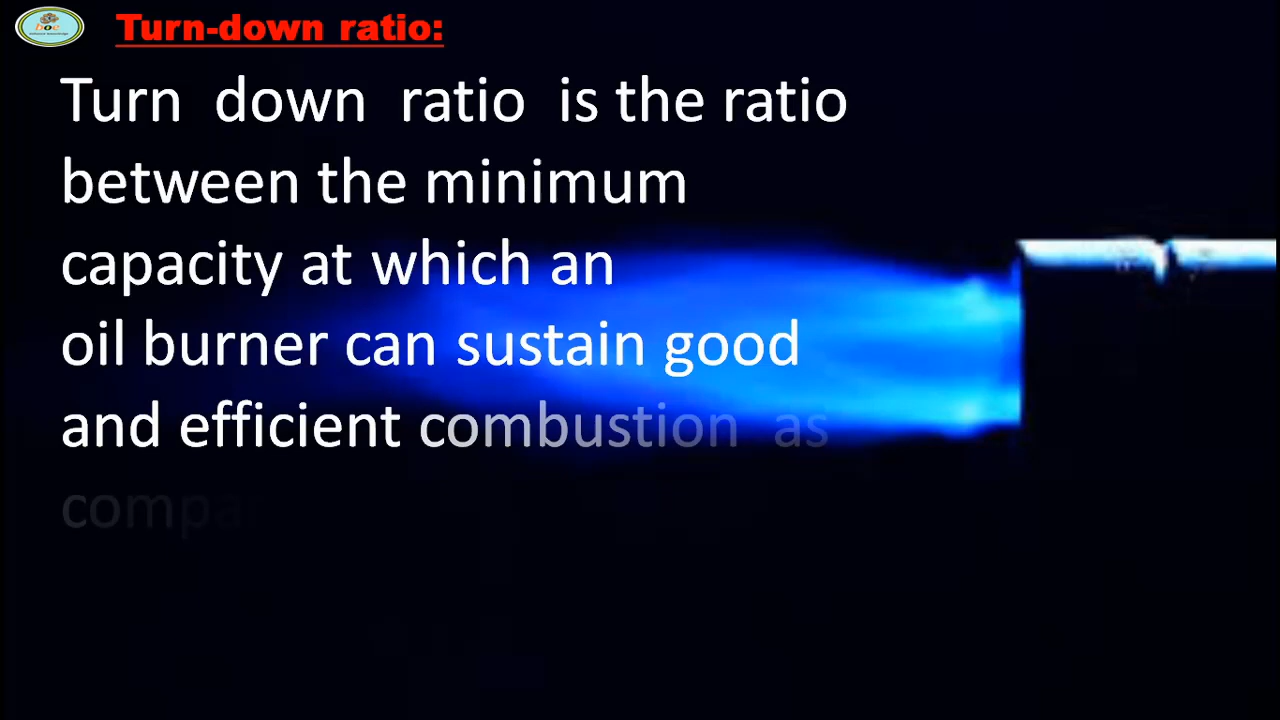 Turn-down ratio:
Turn down ratio is the ratio
between the minimum
capacity at which an
oil burner can sustain good
and efficient combustion as